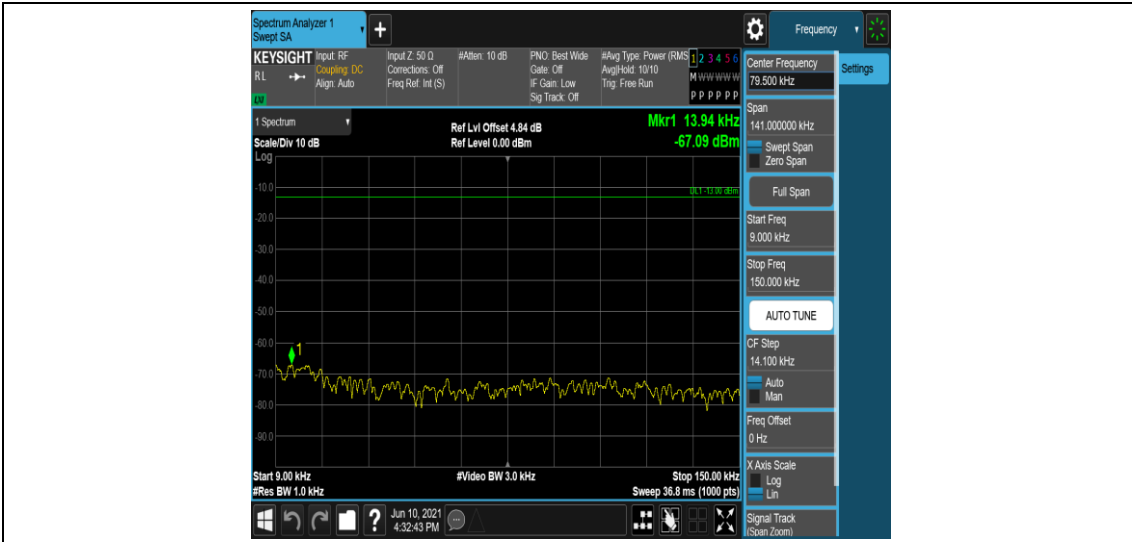 Spectrum Analyzer 1
Swept SA
+
Frequency
KEYSIGHT
RL
Input: RF
Coupling: DC
Align: Auto
Input Z: 50 Ω
Corrections: Off
Freq Ref: Int (S)
#Atten: 10 dB
PNO: Best Wide
Gate: Off
IF Gain: Low
Sig Track: Off
#Avg Type: Power (RMS
Avg|Hold: 10/10
Trig: Free Run
1 2 3 4 5 6
M W W W W W
P P P P P P
1 Spectrum
Scale/Div 10 dB
Log
Ref Lvl Offset 4.84 dB
Ref Level 0.00 dBm
Mkr1 13.94 kHz
-67.09 dBm
DL1 -13.00 dBm
-10.0
-20.0
-30.0
-40.0
-50.0
-60.0
-70.0
-80.0
-90.0
1
Start 9.00 kHz
#Res BW 1.0 kHz
#Video BW 3.0 kHz
Stop 150.00 kHz
Sweep 36.8 ms (1000 pts)
Center Frequency
79.500 kHz
Settings
Span
141.000000 kHz
Swept Span
Zero Span
Full Span
Start Freq
9.000 kHz
Stop Freq
150.000 kHz
AUTO TUNE
CF Step
14.100 kHz
Auto
Man
Freq Offset
0 Hz
X Axis Scale
Log
Lin
Signal Track
(Span Zoom)
?
Jun 10, 2021
4:32:43 PM